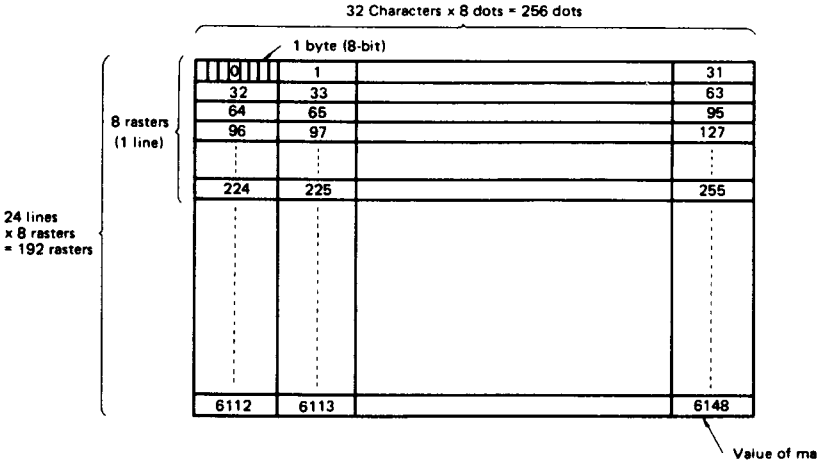 32 Characters x 8 dots = 256 dots
1 byte (8-bit)
0 1 31
32 33 63
8 rasters
(1 line)
64 65 95
96 97 127
224 225 255
24 lines
x 8 rasters
= 192 rasters
6112 6113 6148
Value of ma